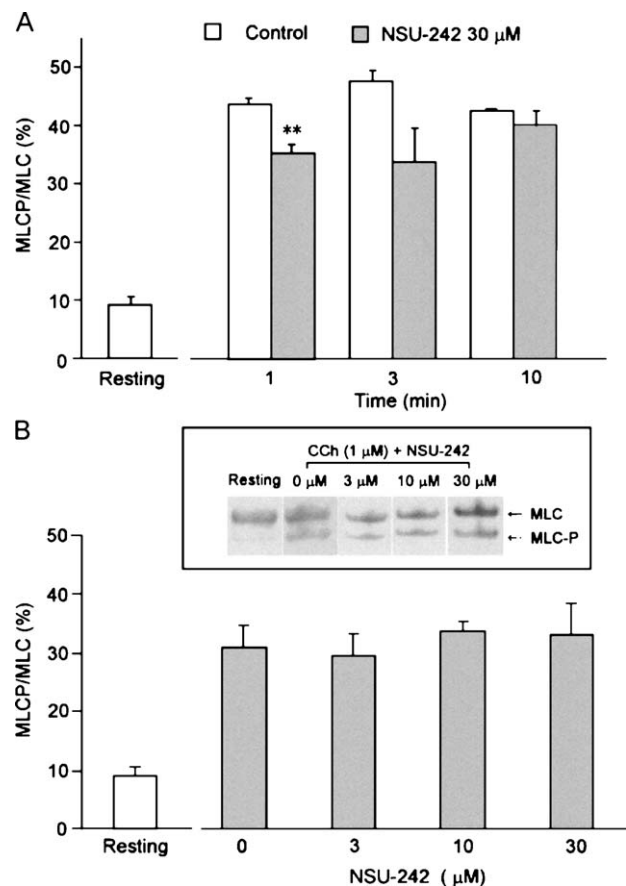 A
Control
NSU-242 30 μM
MLCP/MLC (%)
50
40
30
20
10
0
**
Resting
1
3
10
Time (min)
B
CCh (1 μM) + NSU-242
Resting 0 μM 3 μM 10 μM 30 μM
← MLC
← MLC-P
MLCP/MLC (%)
50
40
30
20
10
0
Resting
0
3
10
30
NSU-242 ( μM)